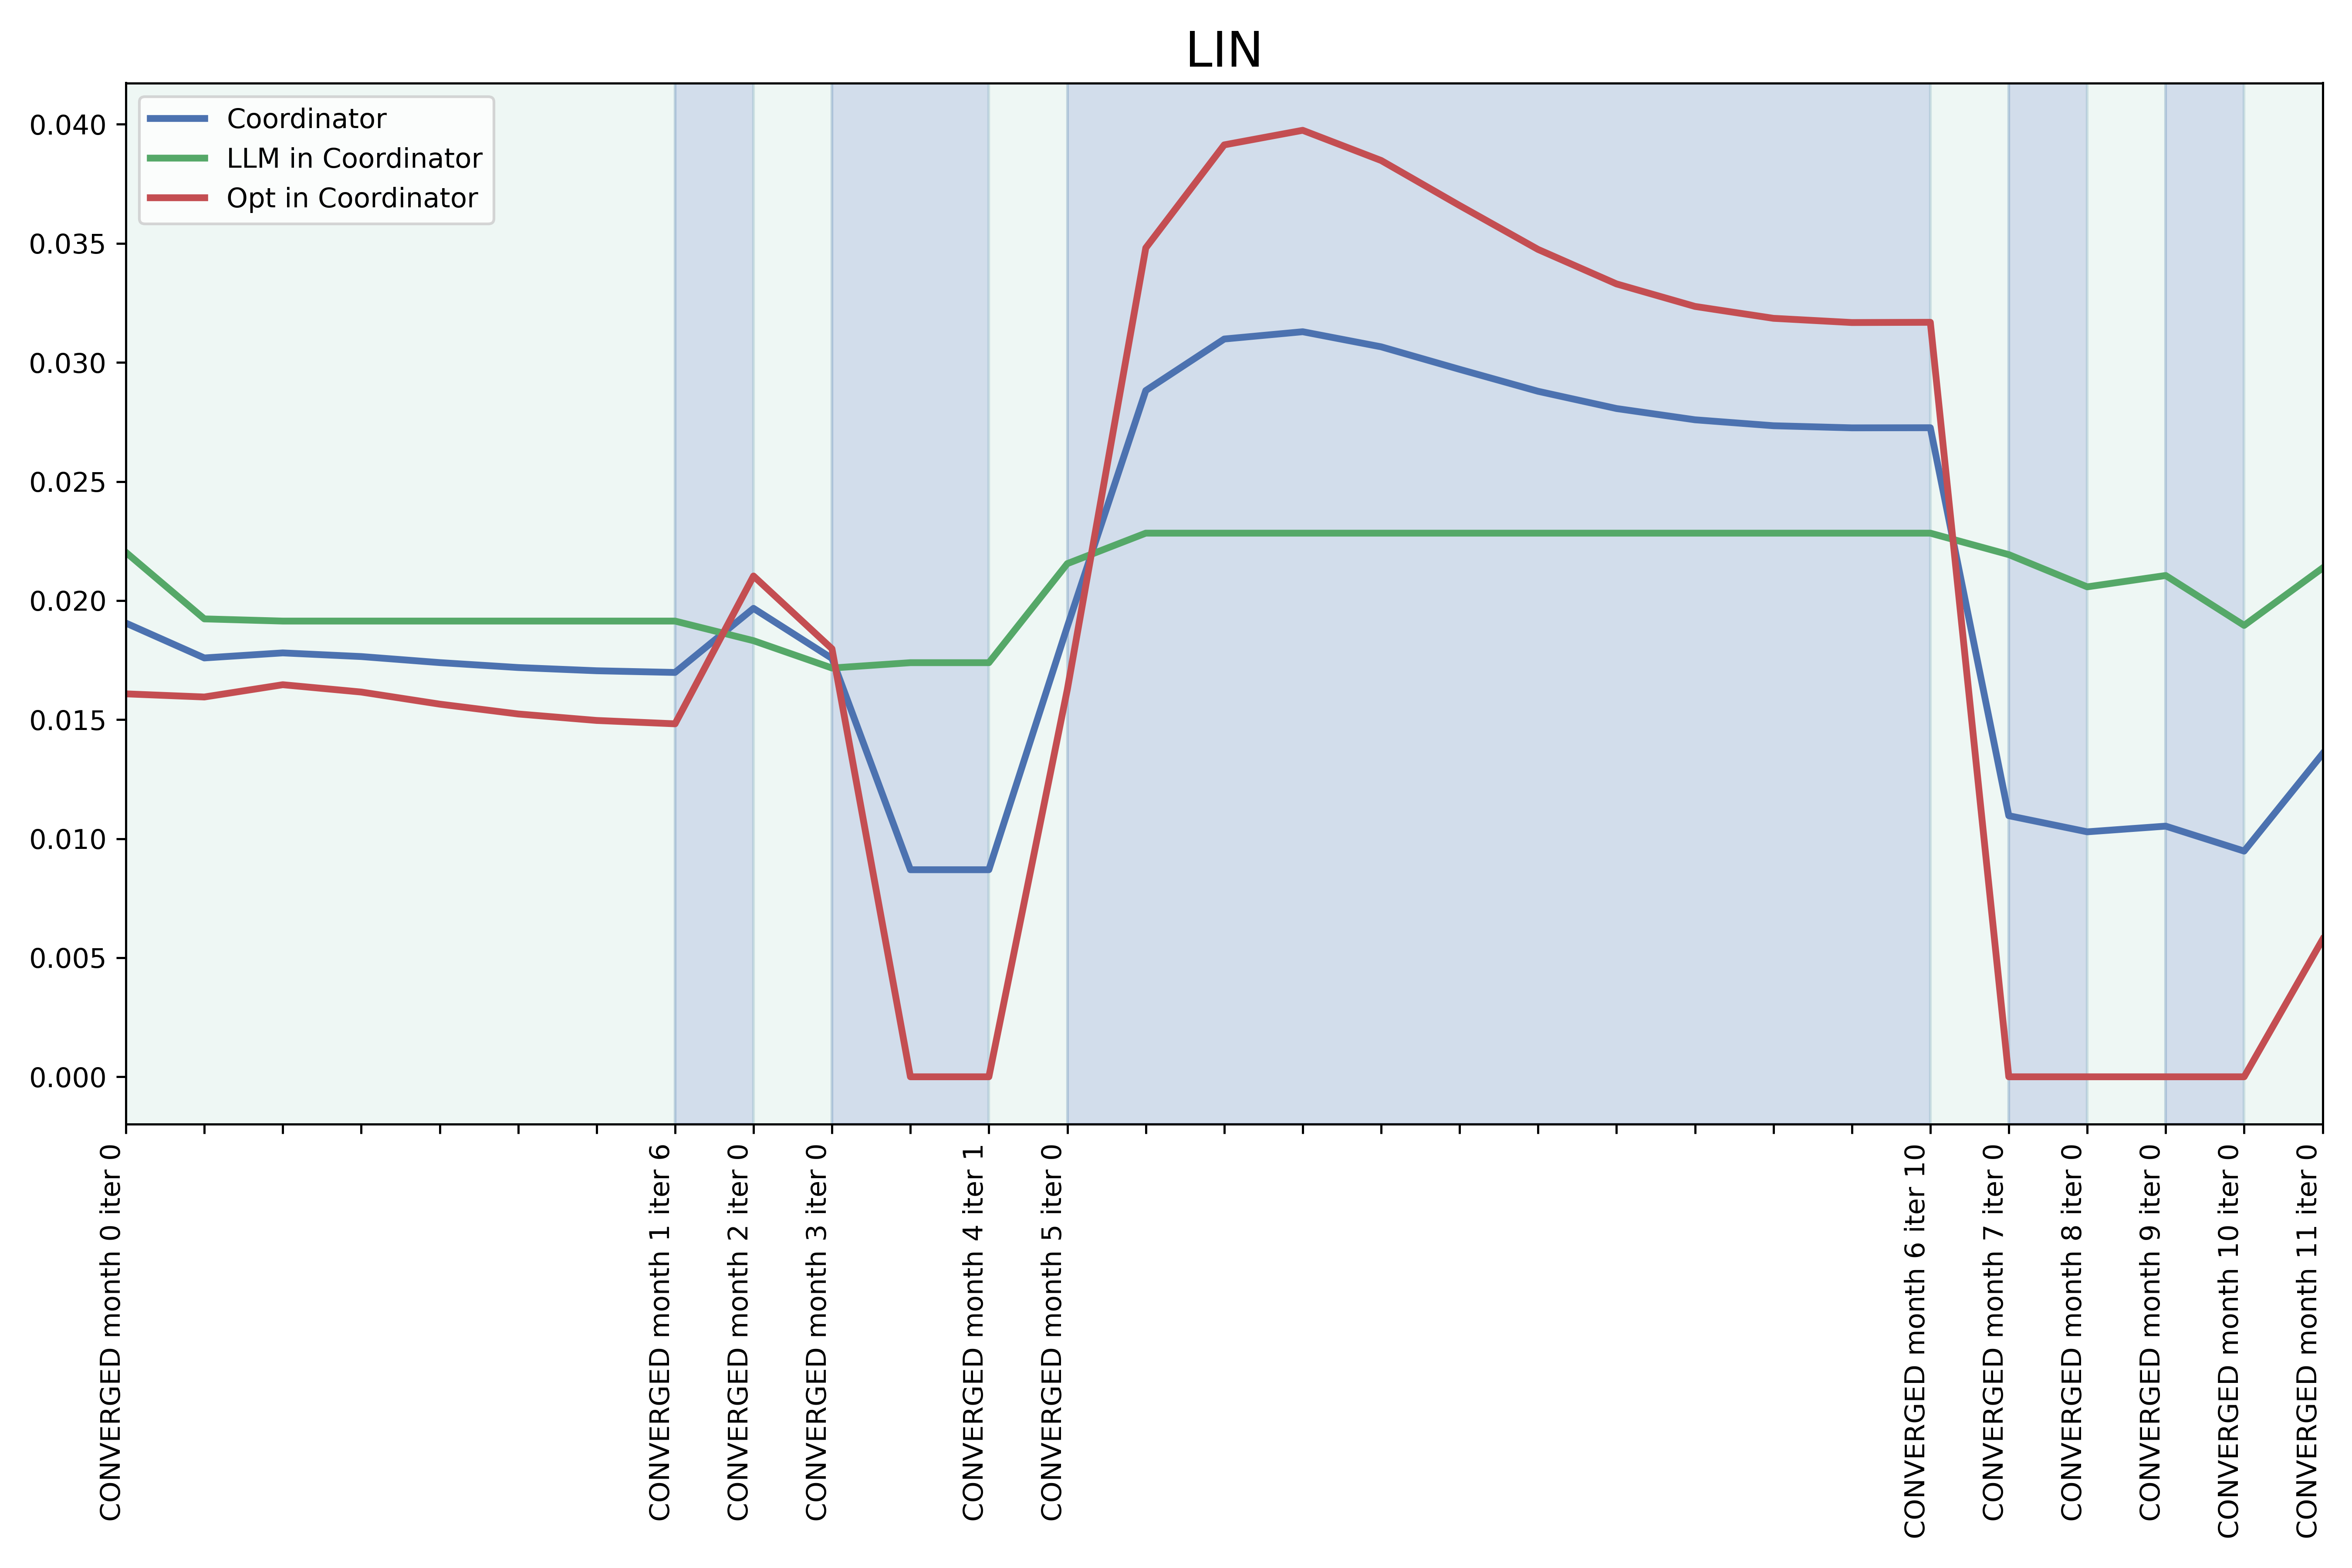 LIN
Coordinator
LLM in Coordinator
Opt in Coordinator
0.040
0.035
0.030
0.025
0.020
0.015
0.010
0.005
0.000
CONVERGED month 0 iter 0
CONVERGED month 1 iter 6
CONVERGED month 2 iter 0
CONVERGED month 3 iter 0
CONVERGED month 4 iter 1
CONVERGED month 5 iter 0
CONVERGED month 6 iter 10
CONVERGED month 7 iter 0
CONVERGED month 8 iter 0
CONVERGED month 9 iter 0
CONVERGED month 10 iter 0
CONVERGED month 11 iter 0